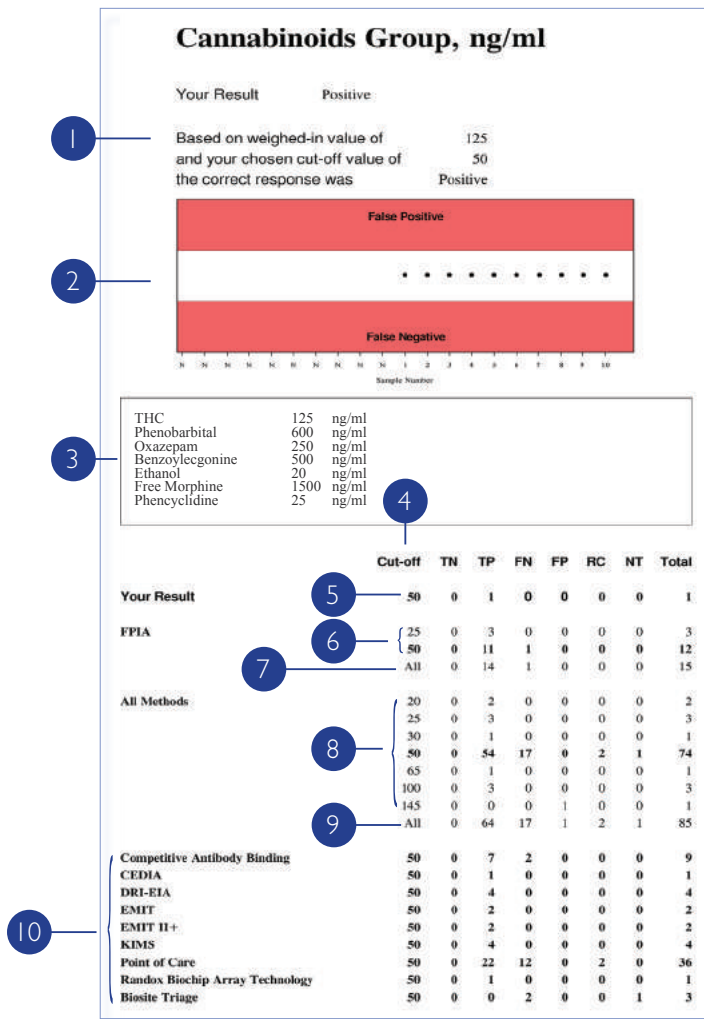 Cannabinoids Group, ng/ml
Your Result Positive
1
Based on weighed-in value of 125
and your chosen cut-off value of 50
the correct response was Positive
False Positive
2
False Negative
N N N N N N N N N N 1 2 3 4 5 6 7 8 9 10
Sample Number
3
THC 125 ng/ml
Phenobarbital 600 ng/ml
Oxazepam 250 ng/ml
Benzoylecgonine 500 ng/ml
Ethanol 20 ng/ml
Free Morphine 1500 ng/ml
Phencyclidine 25 ng/ml
4
Cut-off TN TP FN FP RC NT Total
Your Result 5 50 0 1 0 0 0 0 1
FPIA 25 0 3 0 0 0 0 3
6 50 0 11 1 0 0 0 12
7 All 0 14 1 0 0 0 15
All Methods 20 0 2 0 0 0 0 2
25 0 3 0 0 0 0 3
30 0 1 0 0 0 0 1
8 50 0 54 17 0 2 1 74
65 0 1 0 0 0 0 1
100 0 3 0 0 0 0 3
145 0 0 0 1 0 0 1
9 All 0 64 17 1 2 1 85
Competitive Antibody Binding 50 0 7 2 0 0 0 9
CEDIA 50 0 1 0 0 0 0 1
DRI-EIA 50 0 4 0 0 0 0 4
EMIT 50 0 2 0 0 0 0 2
10
EMIT II+ 50 0 2 0 0 0 0 2
KIMS 50 0 4 0 0 0 0 4
Point of Care 50 0 22 12 0 2 0 36
Randox Biochip Array Technology 50 0 1 0 0 0 0 1
Biosite Triage 50 0 0 2 0 0 1 3